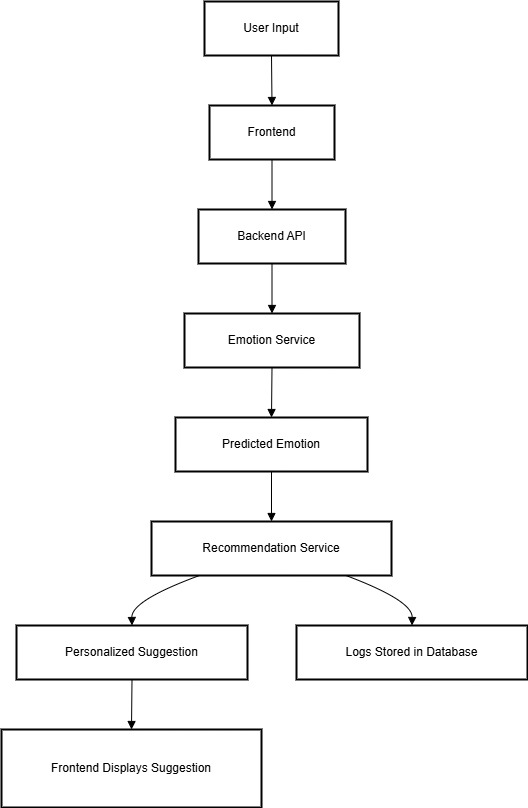 User Input
Frontend
Backend API
Emotion Service
Predicted Emotion
Recommendation Service
Personalized Suggestion
Logs Stored in Database
Frontend Displays Suggestion